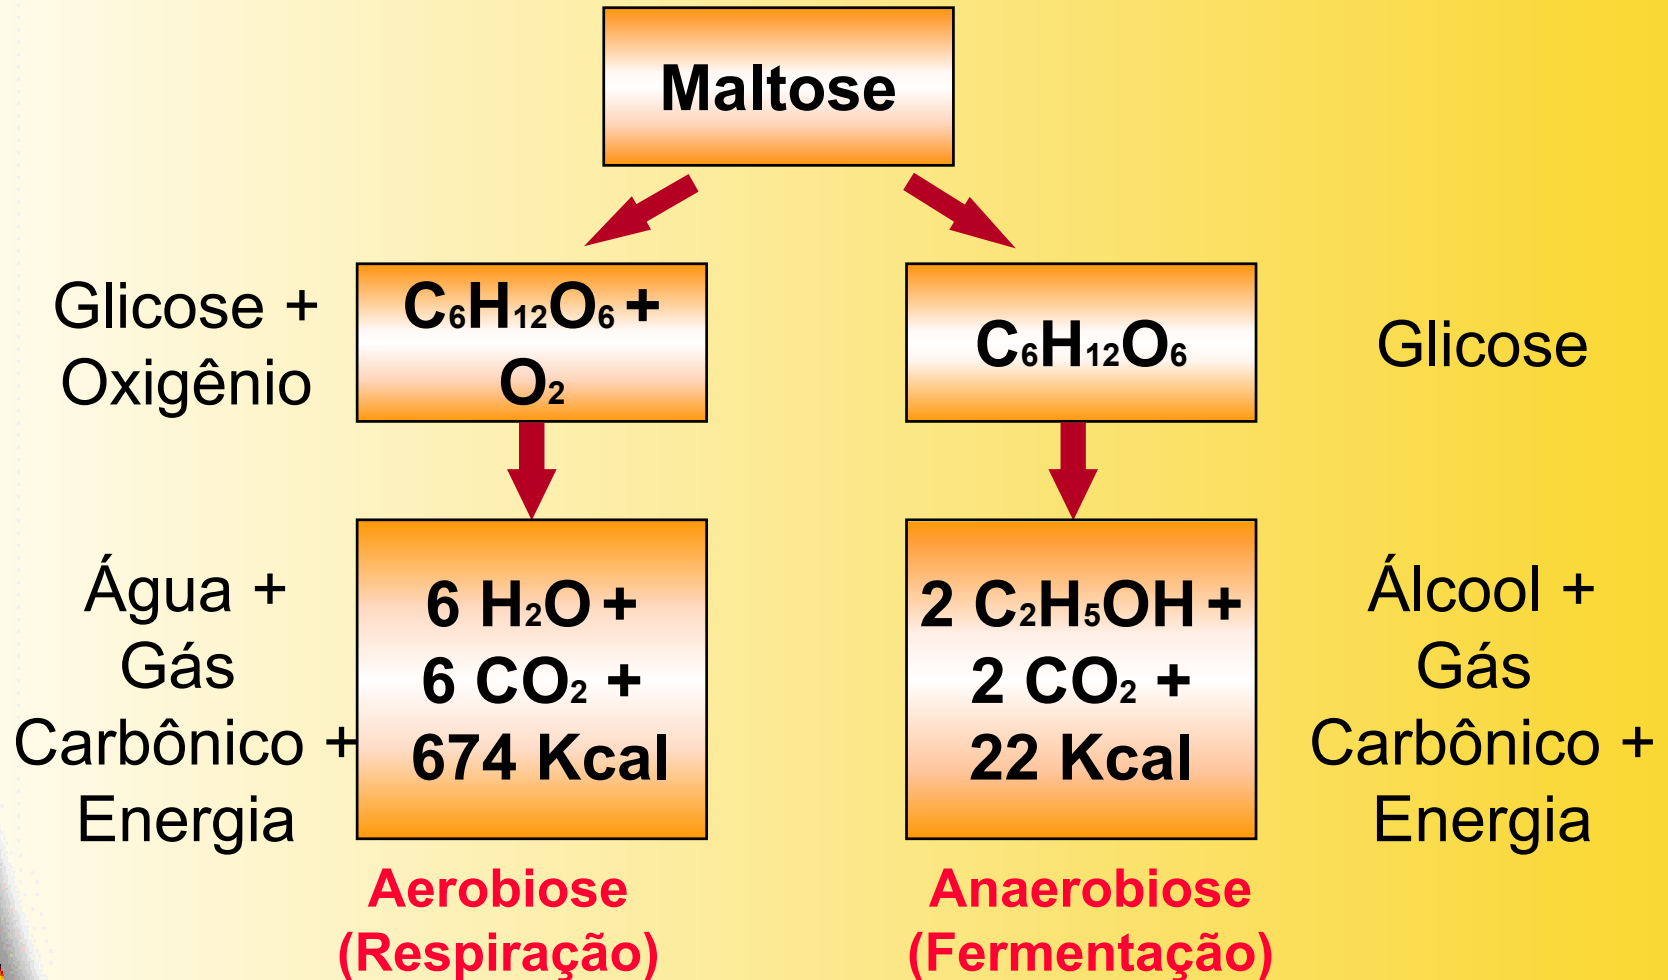 Maltose
Glicose +
Oxigênio
C₆H₁₂O₆ +
O₂
C₆H₁₂O₆
Glicose
Água +
Gás
Carbônico +
Energia
6 H₂O +
6 CO₂ +
674 Kcal
2 C₂H₅OH +
2 CO₂ +
22 Kcal
Álcool +
Gás
Carbônico +
Energia
Aerobiose
(Respiração)
Anaerobiose
(Fermentação)